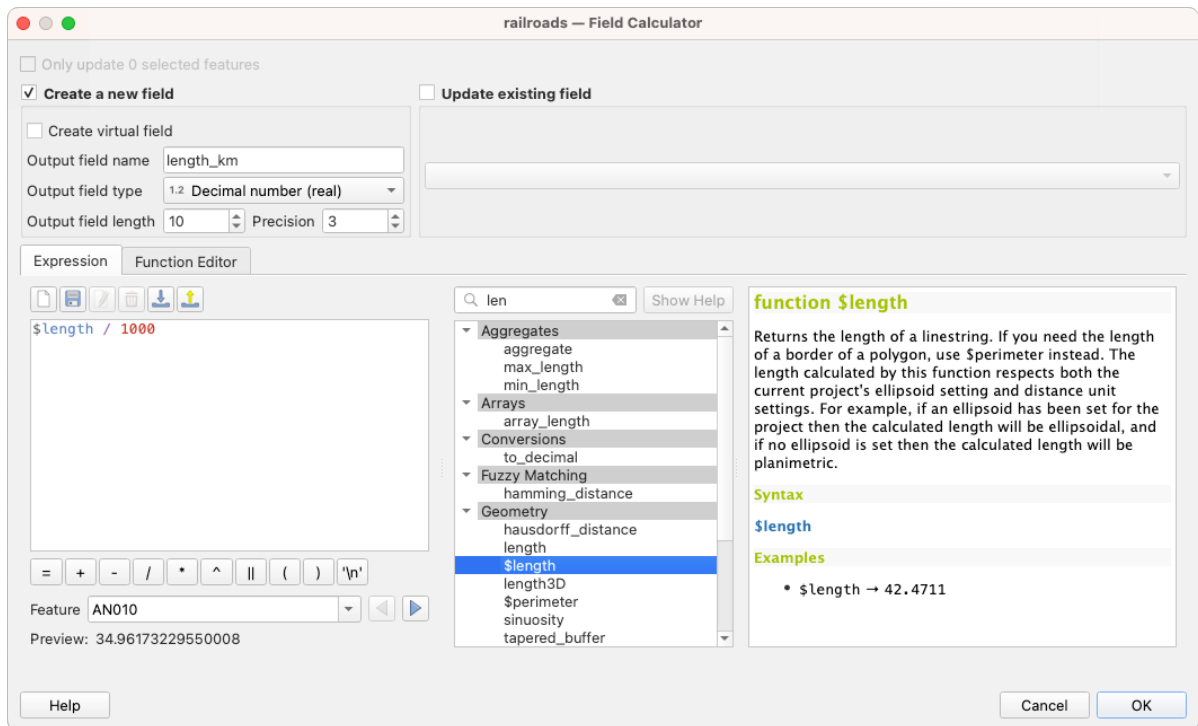 railroads — Field Calculator
Only update 0 selected features
Create a new field
Update existing field
Create virtual field
Output field name length_km
Output field type 1.2 Decimal number (real)
Output field length 10 Precision 3
Expression Function Editor
len Show Help
$length / 1000
Aggregates
aggregate
max_length
min_length
Arrays
array_length
Conversions
to_decimal
Fuzzy Matching
hamming_distance
Geometry
hausdorff_distance
length
$length
length3D
$perimeter
sinuosity
tapered_buffer
function $length
Returns the length of a linestring. If you need the length
of a border of a polygon, use $perimeter instead. The
length calculated by this function respects both the
current project's ellipsoid setting and distance unit
settings. For example, if an ellipsoid has been set for the
project then the calculated length will be ellipsoidal, and
if no ellipsoid is set then the calculated length will be
planimetric.
Syntax
$length
Examples
• $length → 42.4711
= + - / * ^ || ( ) '\n'
Feature AN010
Preview: 34.96173229550008
Help Cancel OK